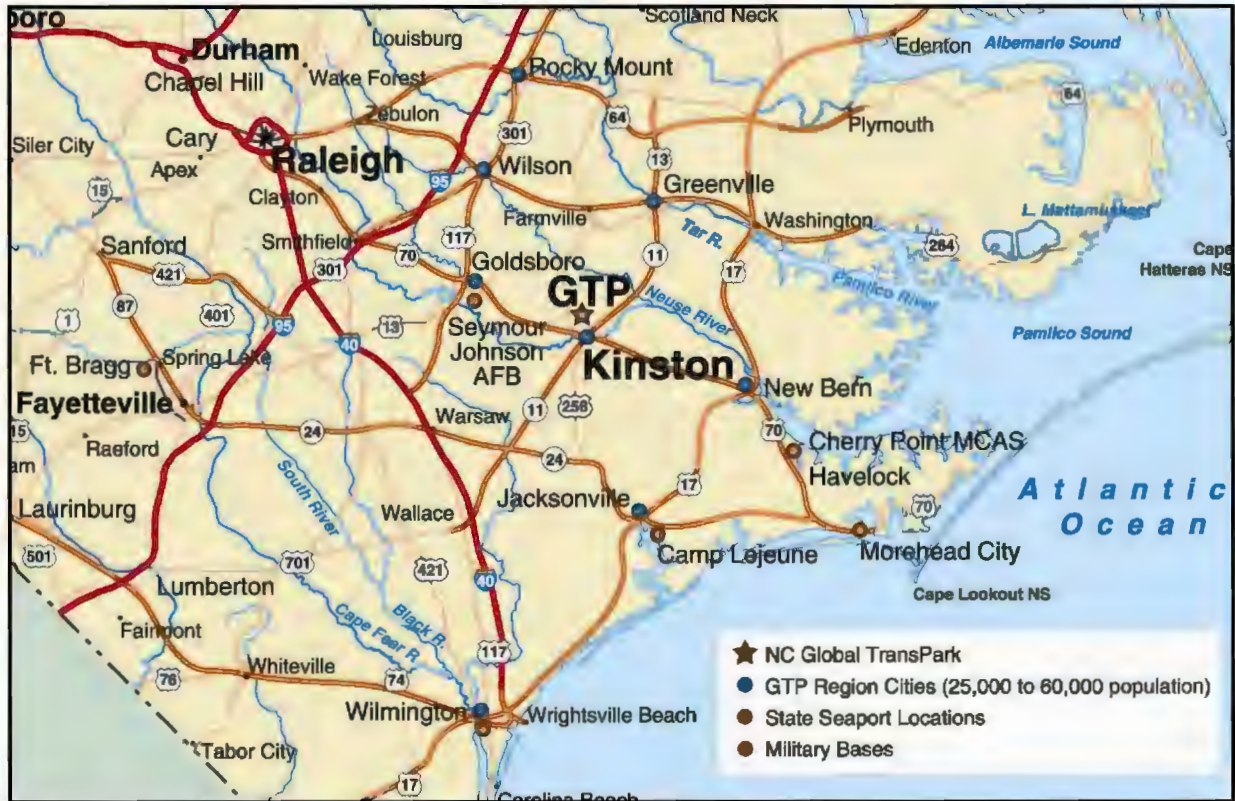 boro
Scotland Neck
Durham
Louisburg
Edenton
Albemarle Sound
Chapel Hill
Wake Forest
Rocky Mount
64
Zebulon
64
Plymouth
Cary
301
Siler City
Raleigh
Wilson
13
Apex
95
Greenville
15
Clayton
Farmville
Washington
L. Mattamuskeet
Tar R.
Sanford
Smithfield
117
264
Cape
Hatteras NS
421
301
70
Goldsboro
11
17
GTP
Neuse River
Pamlico River
87
401
1
95
13
Seymour
Johnson
AFB
Pamlico Sound
40
Ft. Bragg
Spring Lake
Kinston
New Bern
Fayetteville
11
258
Warsaw
15
Raeford
24
70
Cherry Point MCAS
am
24
Havelock
South River
17
Atlantic
Ocean
Laurinburg
Wallace
Jacksonville
70
501
Camp Lejeune
Morehead City
701
421
40
Lumberton
Cape Lookout NS
Black R.
Cape Fear R
Fairmont
117
76
Whiteville
74
Wilmington
Wrightsville Beach
Tabor City
17
Carolina Beach
NC Global TransPark
GTP Region Cities (25,000 to 60,000 population)
State Seaport Locations
Military Bases